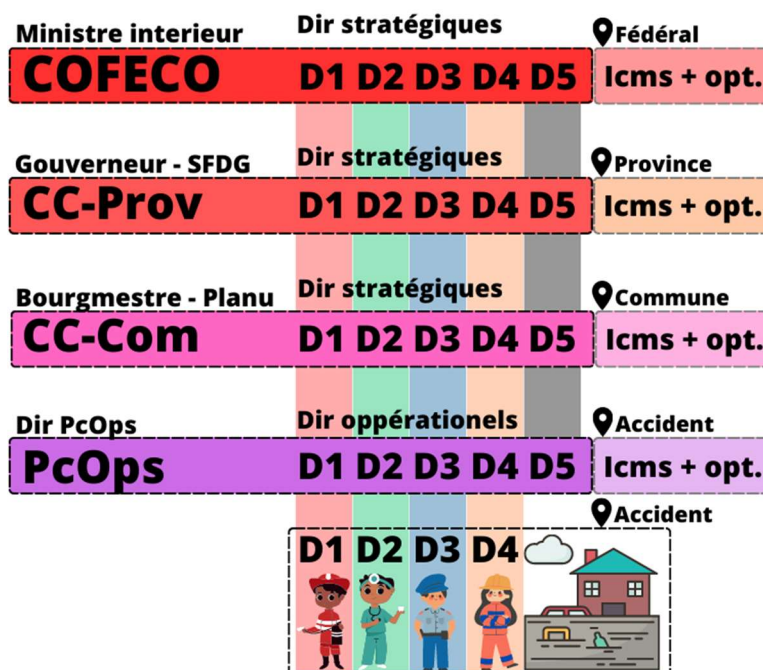 Ministre interieur Dir stratégiques Fédéral
COFECO D1 D2 D3 D4 D5 Icms + opt.
Gouverneur - SFDG Dir stratégiques Province
CC-Prov D1 D2 D3 D4 D5 Icms + opt.
Bourgmestre - Planu Dir stratégiques Commune
CC-Com D1 D2 D3 D4 D5 Icms + opt.
Dir PcOps Dir oppérationels Accident
PcOps D1 D2 D3 D4 D5 Icms + opt.
Accident
D1 D2 D3 D4